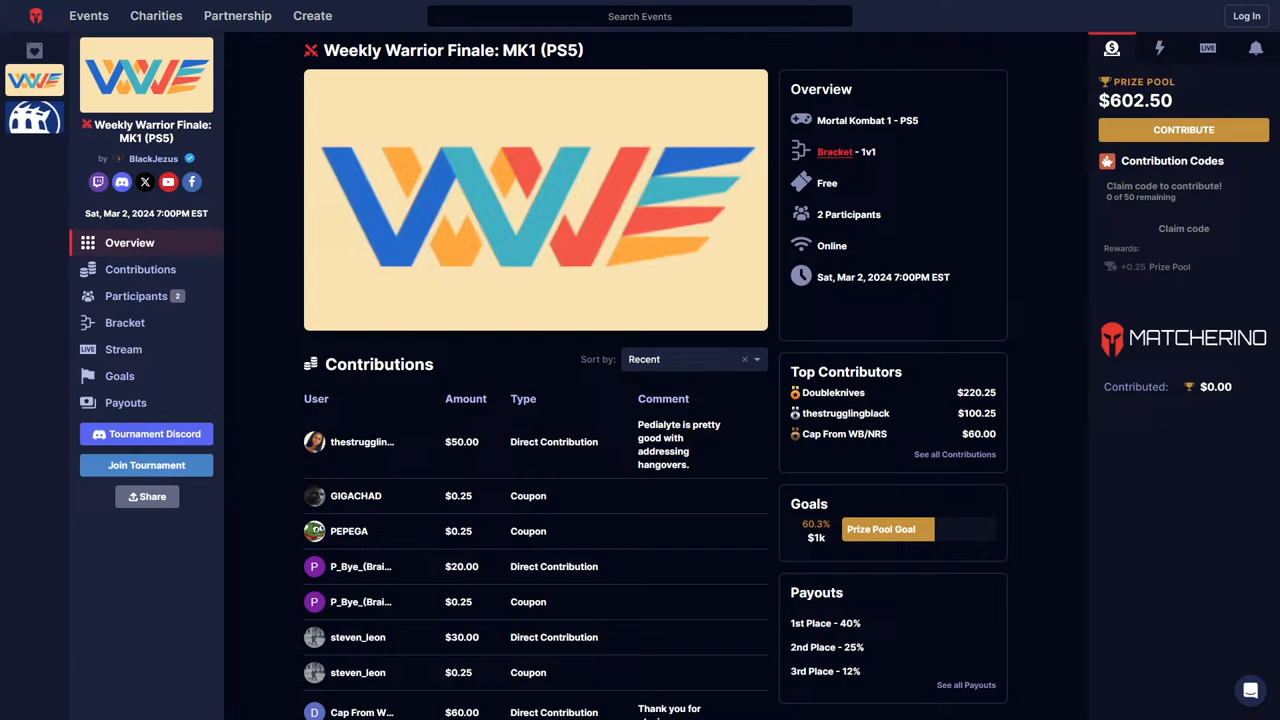 Events Charities Partnership Create
Search Events
Log In
Weekly Warrior Finale:
MK1 (PS5)
by BlackJezus
Sat, Mar 2, 2024 7:00PM EST
Overview
Contributions
Participants 2
Bracket
LIVE Stream
Goals
Payouts
Tournament Discord
Join Tournament
Share
Weekly Warrior Finale: MK1 (PS5)
WWE
Contributions
Sort by: Recent
User Amount Type Comment
thestrugglin... $50.00 Direct Contribution Pedialyte is pretty
good with
addressing
hangovers.
GIGACHAD $0.25 Coupon
PEPEGA $0.25 Coupon
P P_Bye_(Brai... $20.00 Direct Contribution
P P_Bye_(Brai... $0.25 Coupon
steven_leon $30.00 Direct Contribution
steven_leon $0.25 Coupon
D Cap From W... $60.00 Direct Contribution Thank you for
Overview
Mortal Kombat 1 - PS5
Bracket - 1v1
Free
2 Participants
Online
Sat, Mar 2, 2024 7:00PM EST
Top Contributors
Doubleknives $220.25
thestrugglingblack $100.25
Cap From WB/NRS $60.00
See all Contributions
Goals
60.3%
$1k
Prize Pool Goal
Payouts
1st Place - 40%
2nd Place - 25%
3rd Place - 12%
See all Payouts
LIVE
PRIZE POOL
$602.50
CONTRIBUTE
Contribution Codes
Claim code to contribute!
0 of 50 remaining
Claim code
Rewards:
+0.25 Prize Pool
MATCHERINO
Contributed: $0.00